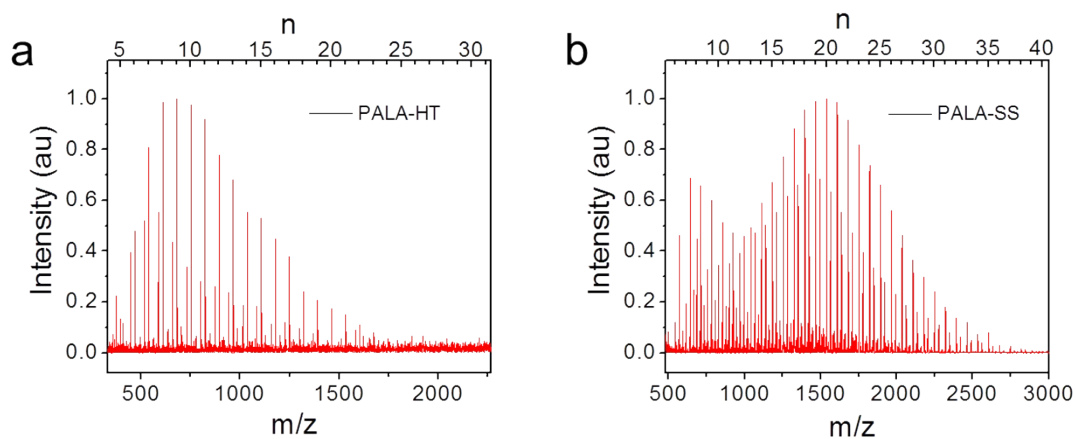 a
n
5 10 15 20 25 30
1.0
0.8
0.6
0.4
0.2
0.0
Intensity (au)
PALA-HT
500 1000 1500 2000
m/z
b
n
10 15 20 25 30 35 40
1.0
0.8
0.6
0.4
0.2
0.0
Intensity (au)
PALA-SS
500 1000 1500 2000 2500 3000
m/z